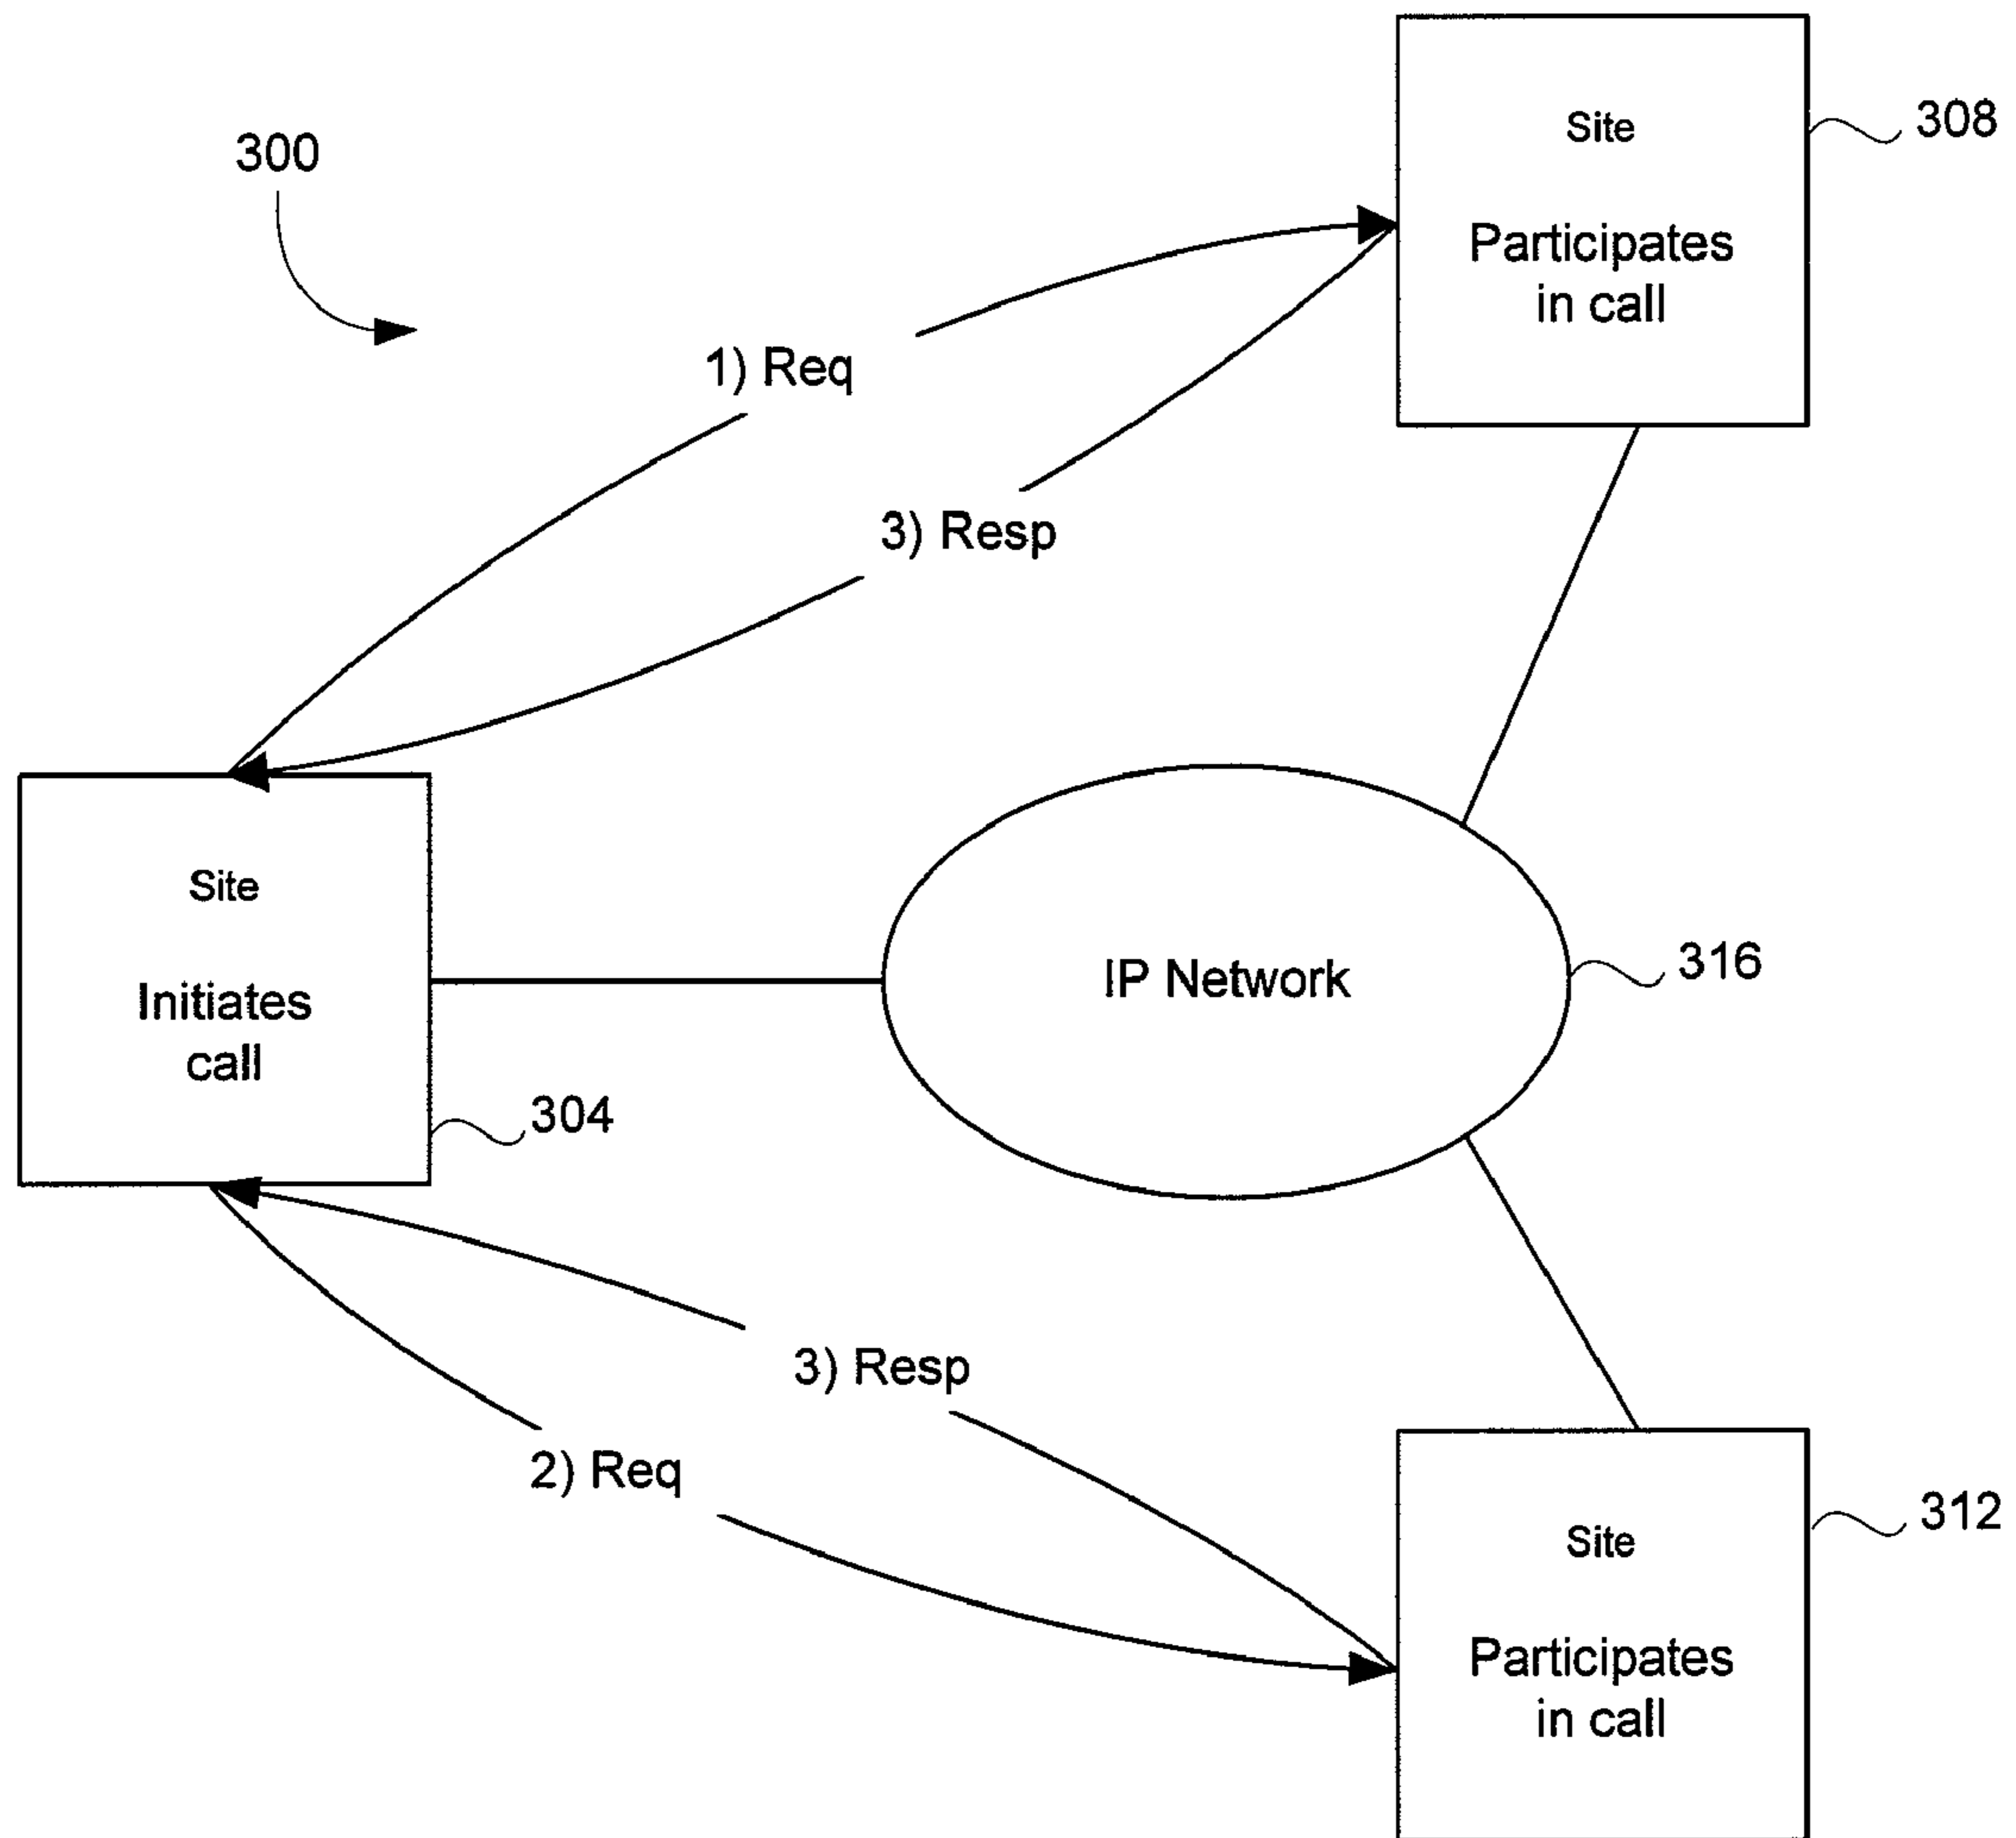 Site
308
300
Participates
in call
1) Req
3) Resp
Site
Initiates
call
IP Network
316
304
3) Resp
2) Req
312
Site
Participates
in call